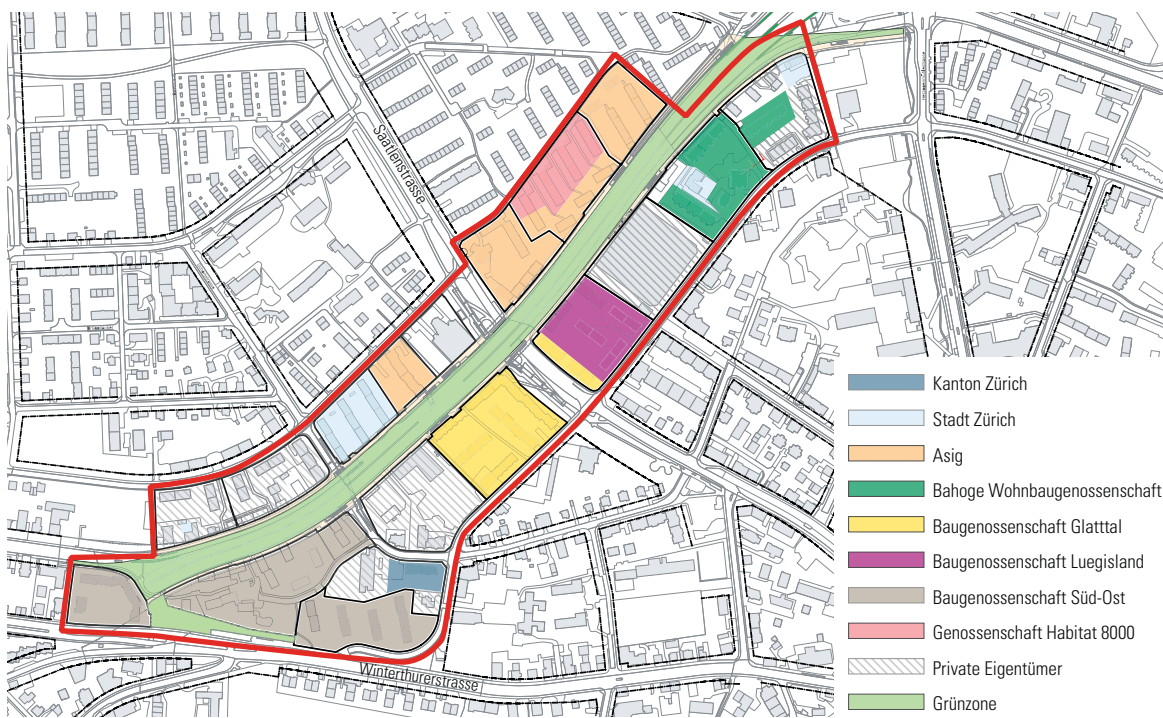 Saatlenstrasse
Kanton Zürich
Stadt Zürich
Asig
Bahoge Wohnbaugenossenschaft
Baugenossenschaft Glatttal
Baugenossenschaft Luegisland
Baugenossenschaft Süd-Ost
Genossenschaft Habitat 8000
Private Eigentümer
Grünzone
Winterthurerstrasse